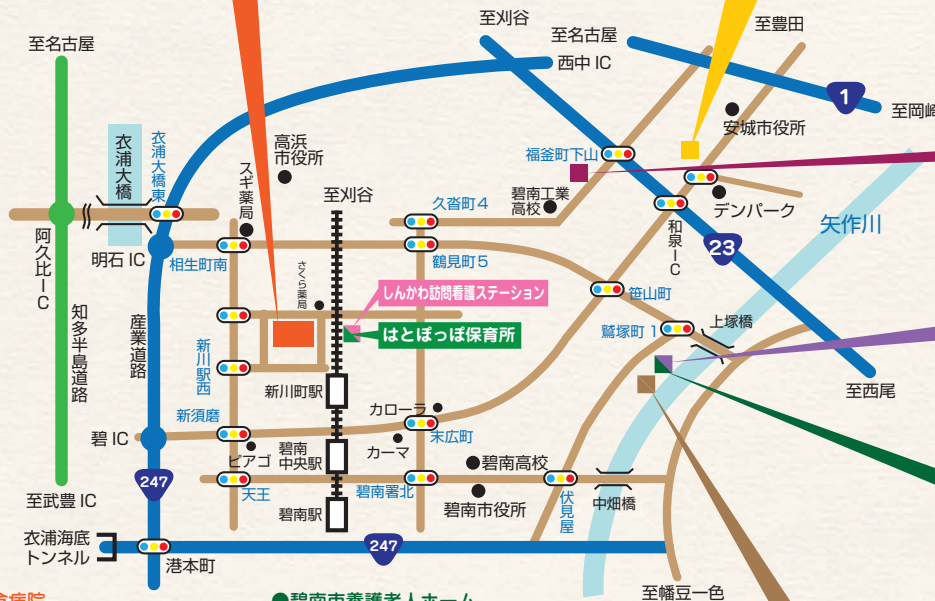 至刈谷
至豊田
至名古屋
至名古屋
西中 IC
1
至岡崎
安城市役所
衣浦大橋
衣浦大橋東
高浜
市役所
福釜町下山
スギ薬局
至刈谷
碧南工業
高校
久沓町4
デンパーク
矢作川
阿久比IC
明石 IC
相生町南
鶴見町5
和泉IC
23
さくら薬局
しんかわ訪問看護ステーション
笹山町
知多半島道路
産業道路
はとぽっぽ保育所
鷲塚町 1
上塚橋
新川駅西
新川町駅
至西尾
新須磨
カローラ
碧 IC
末広町
ピアゴ
碧南
中央駅
カーマ
碧南高校
247
天王
碧南署北
至武豊 IC
碧南駅
碧南市役所
伏見屋
中畑橋
衣浦海底
トンネル
247
港本町
至幡豆一色
●碧南市養護老人ホーム